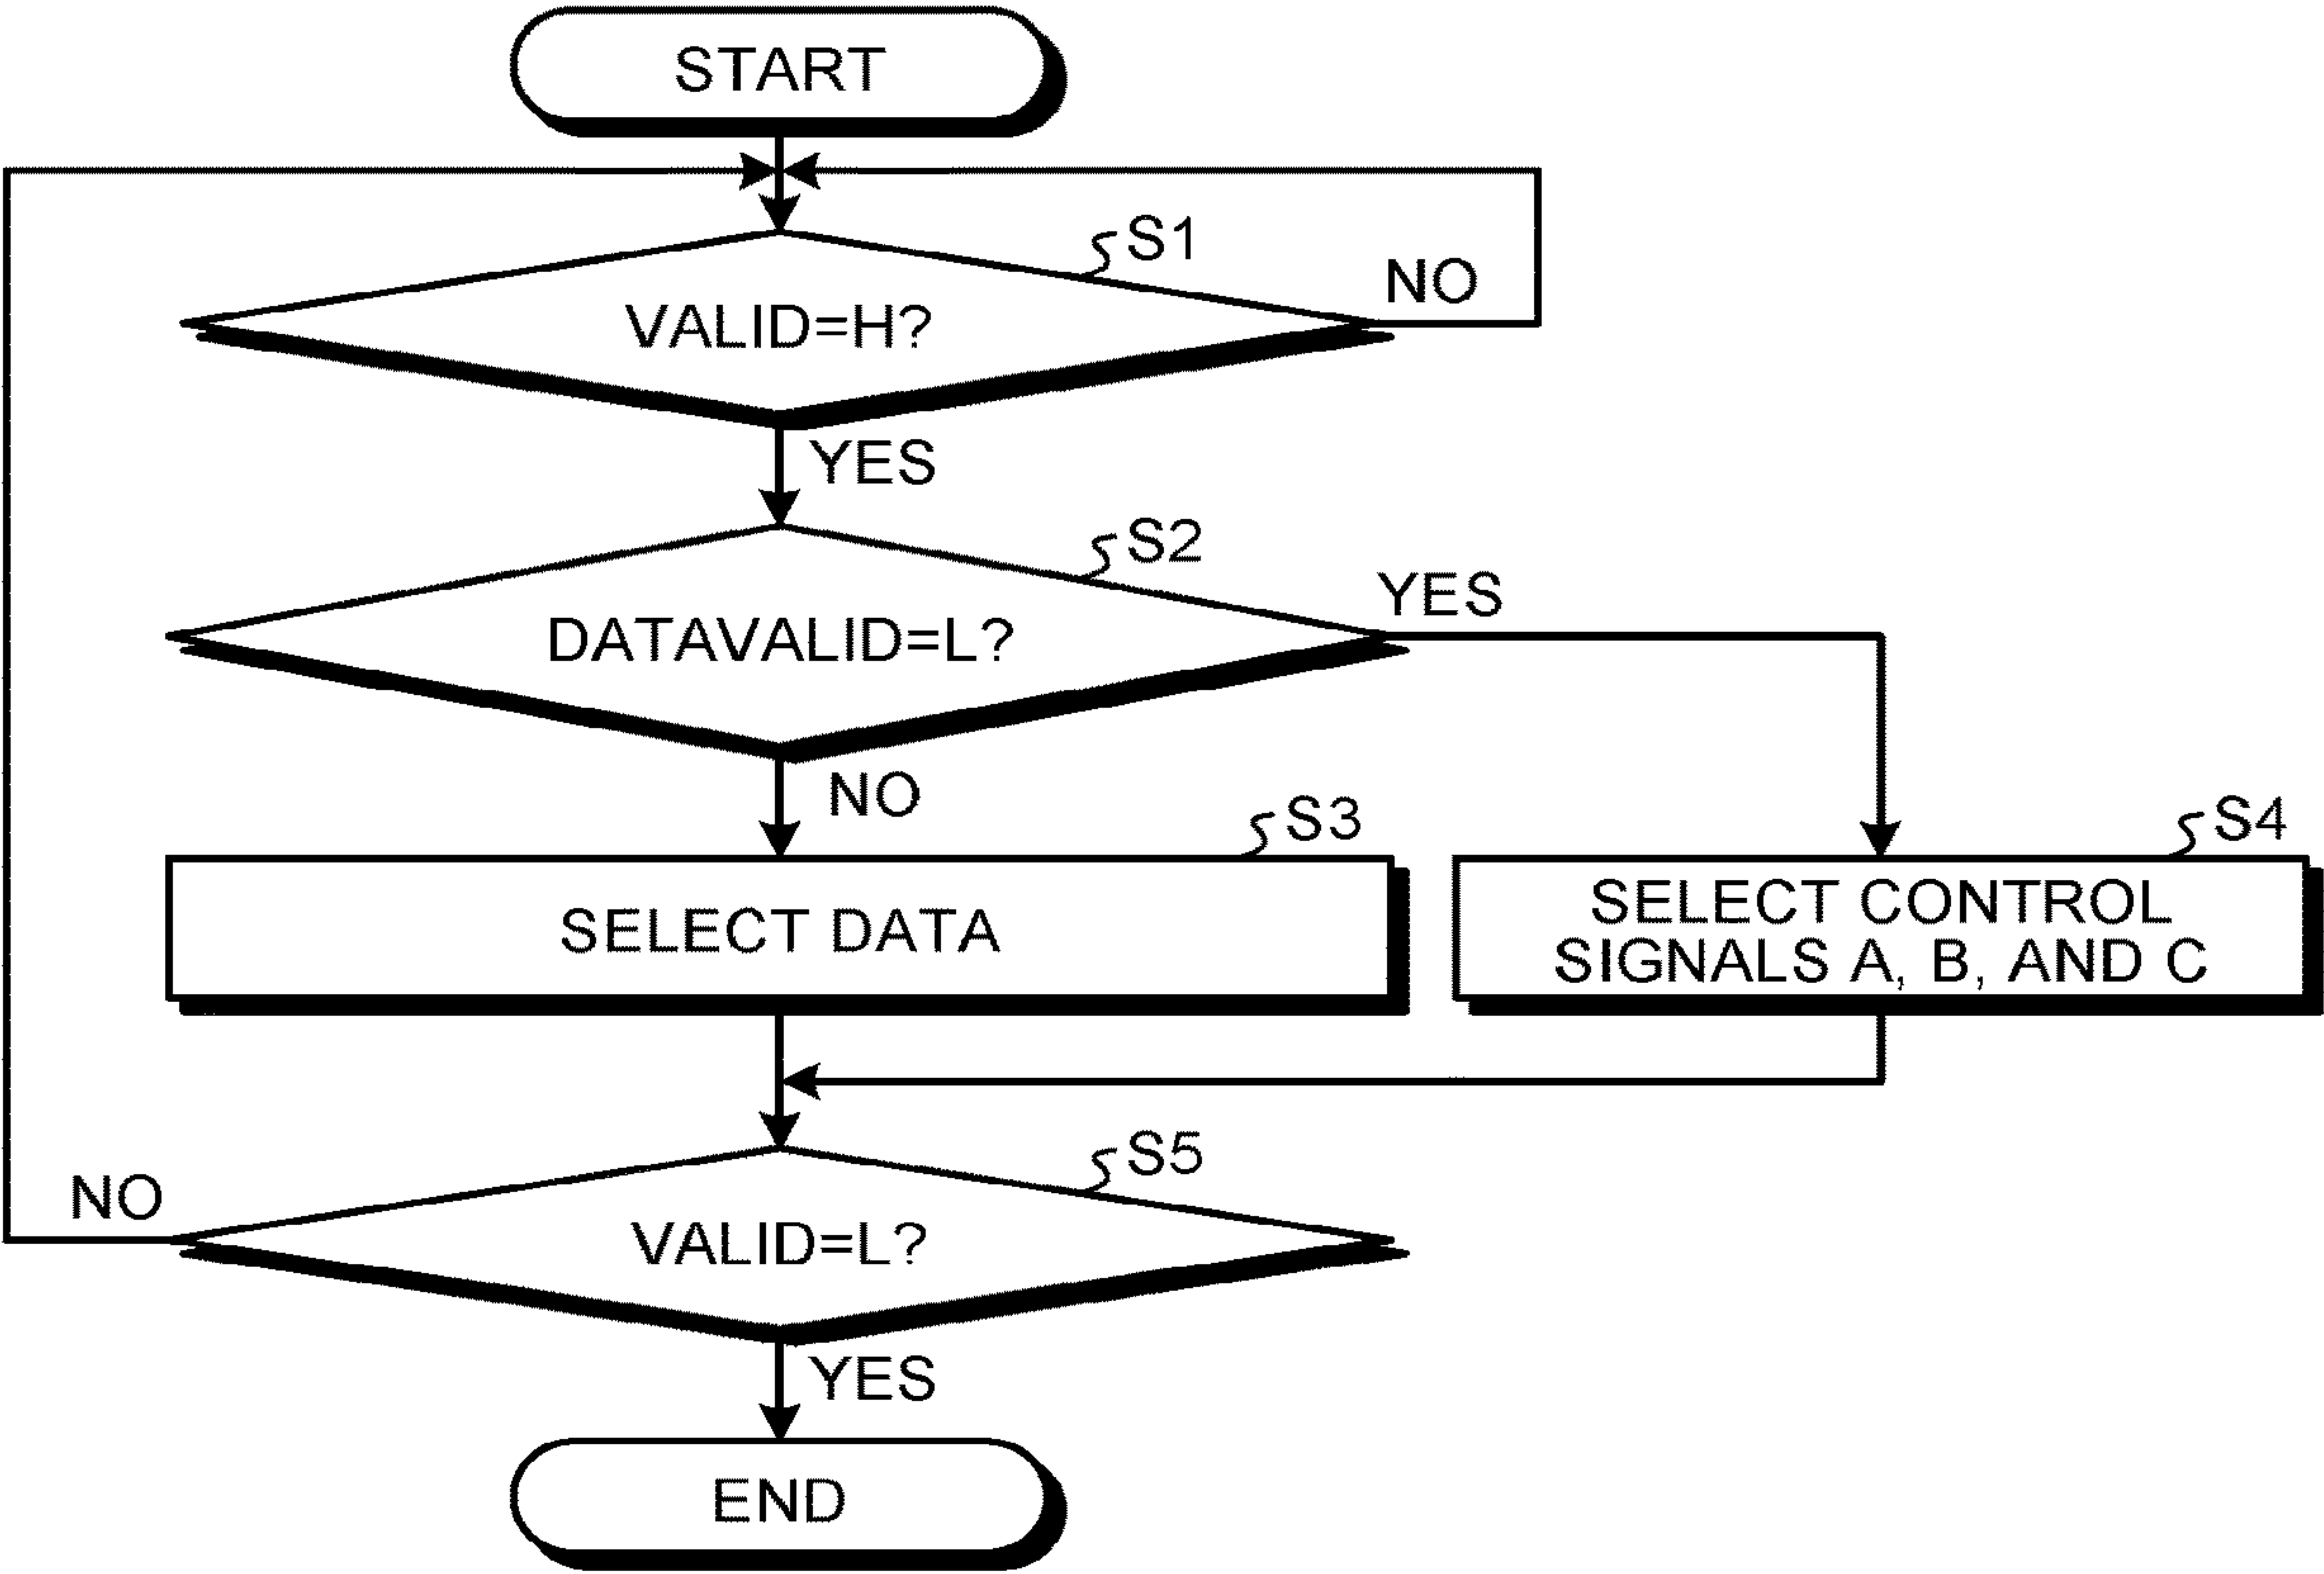 START
S1
VALID=H?
NO
YES
S2
DATAVALID=L?
YES
NO
S3
SELECT DATA
S4
SELECT CONTROL
SIGNALS A, B, AND C
S5
NO
VALID=L?
YES
END